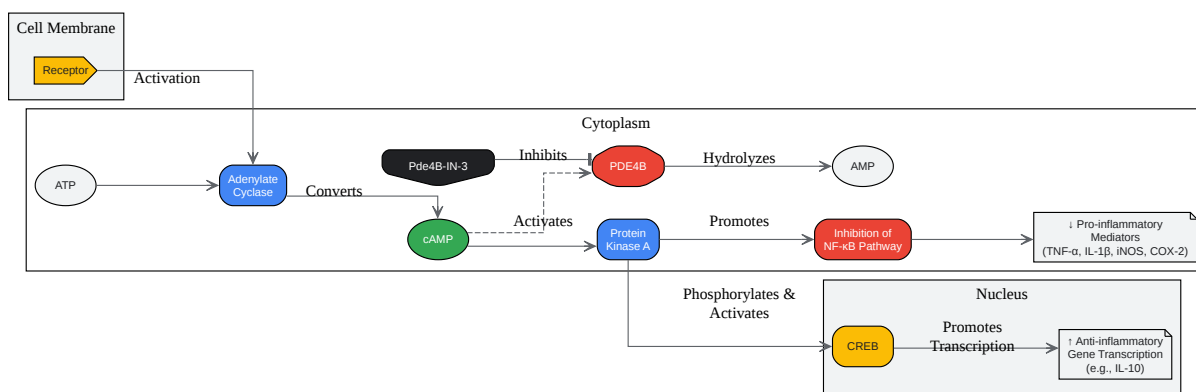 Cell Membrane
Receptor
Activation
Cytoplasm
ATP
Adenylate
Cyclase
Converts
Pde4B-IN-3
Inhibits
PDE4B
Hydrolyzes
AMP
cAMP
Activates
Protein
Kinase A
Promotes
Inhibition of
NF-κB Pathway
↓ Pro-inflammatory
Mediators
(TNF-α, IL-1β, iNOS, COX-2)
Phosphorylates &
Activates
Nucleus
CREB
Promotes
Transcription
↑ Anti-inflammatory
Gene Transcription
(e.g., IL-10)